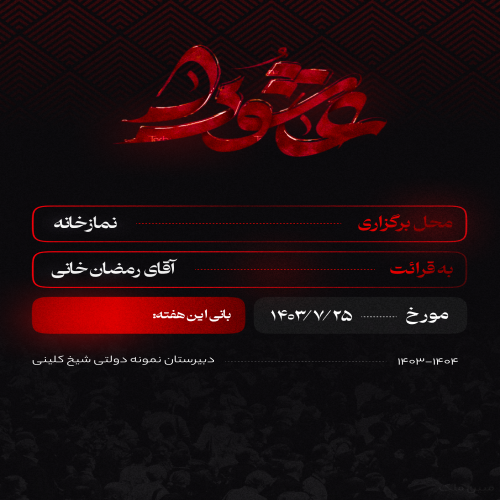 محل برگزاری نمازخانه
به قرائت آقای رمضان خانی
مورخ ۱۴۰۳/۷/۲۵
بانی این هفته:
۱۴۰۳-۱۴۰۴ دبیرستان نمونه دولتی شیخ کلینی